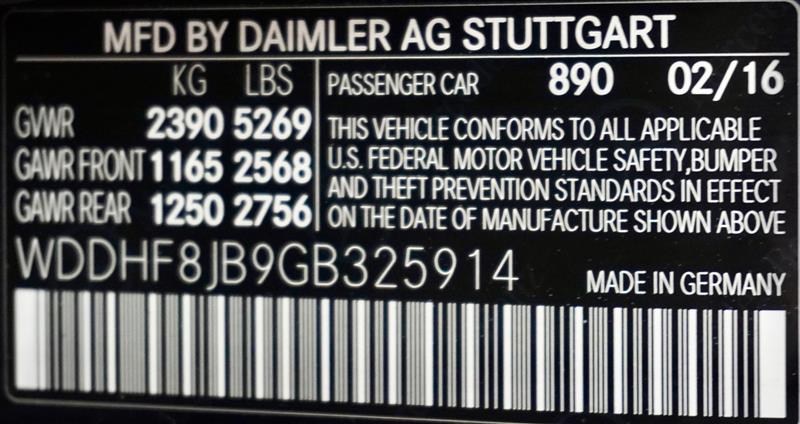 MFD BY DAIMLER AG STUTTGART
KG LBS
PASSENGER CAR 890 02/16
GVWR 2390 5269
GAWR FRONT 1165 2568
GAWR REAR 1250 2756
THIS VEHICLE CONFORMS TO ALL APPLICABLE
U.S. FEDERAL MOTOR VEHICLE SAFETY,BUMPER
AND THEFT PREVENTION STANDARDS IN EFFECT
ON THE DATE OF MANUFACTURE SHOWN ABOVE
WDDHF8JB9GB325914
MADE IN GERMANY